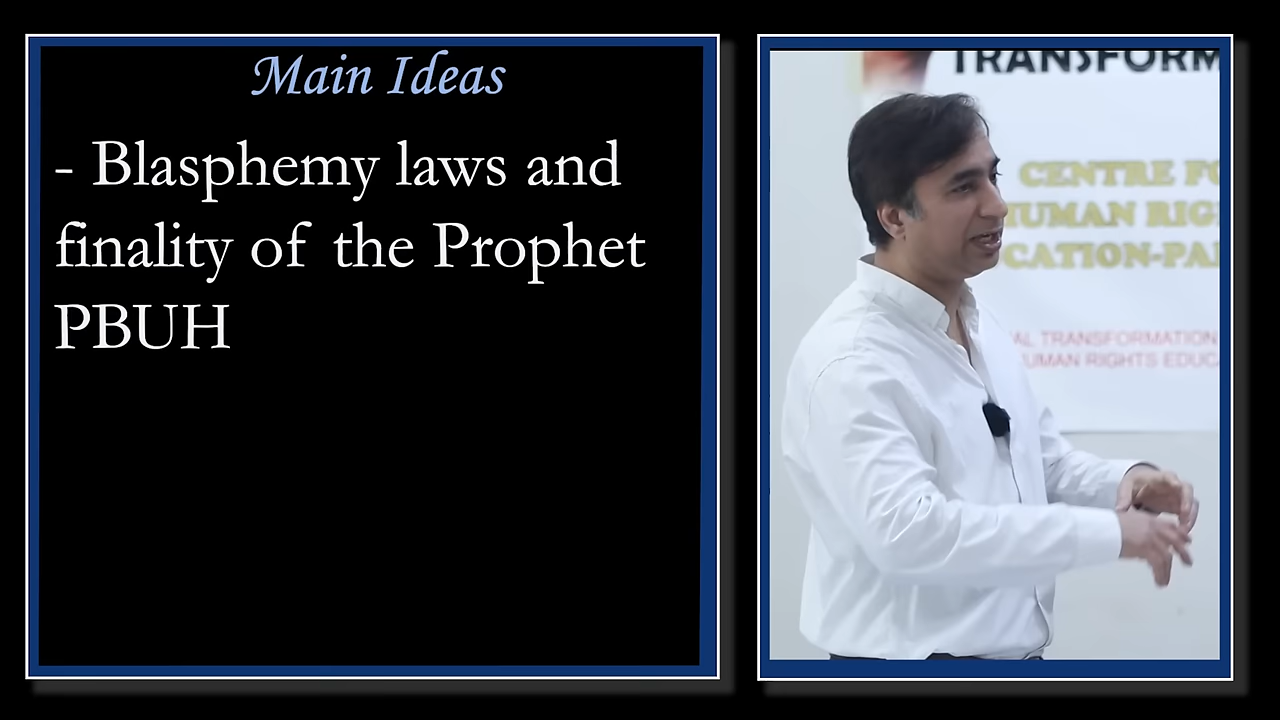 Main Ideas
- Blasphemy laws and
finality of the Prophet
PBUH
TRANSFORM
CENTRE FO
HUMAN RIG
CATION-PA
AL TRANSFORMATION
UMAN RIGHTS EDUC